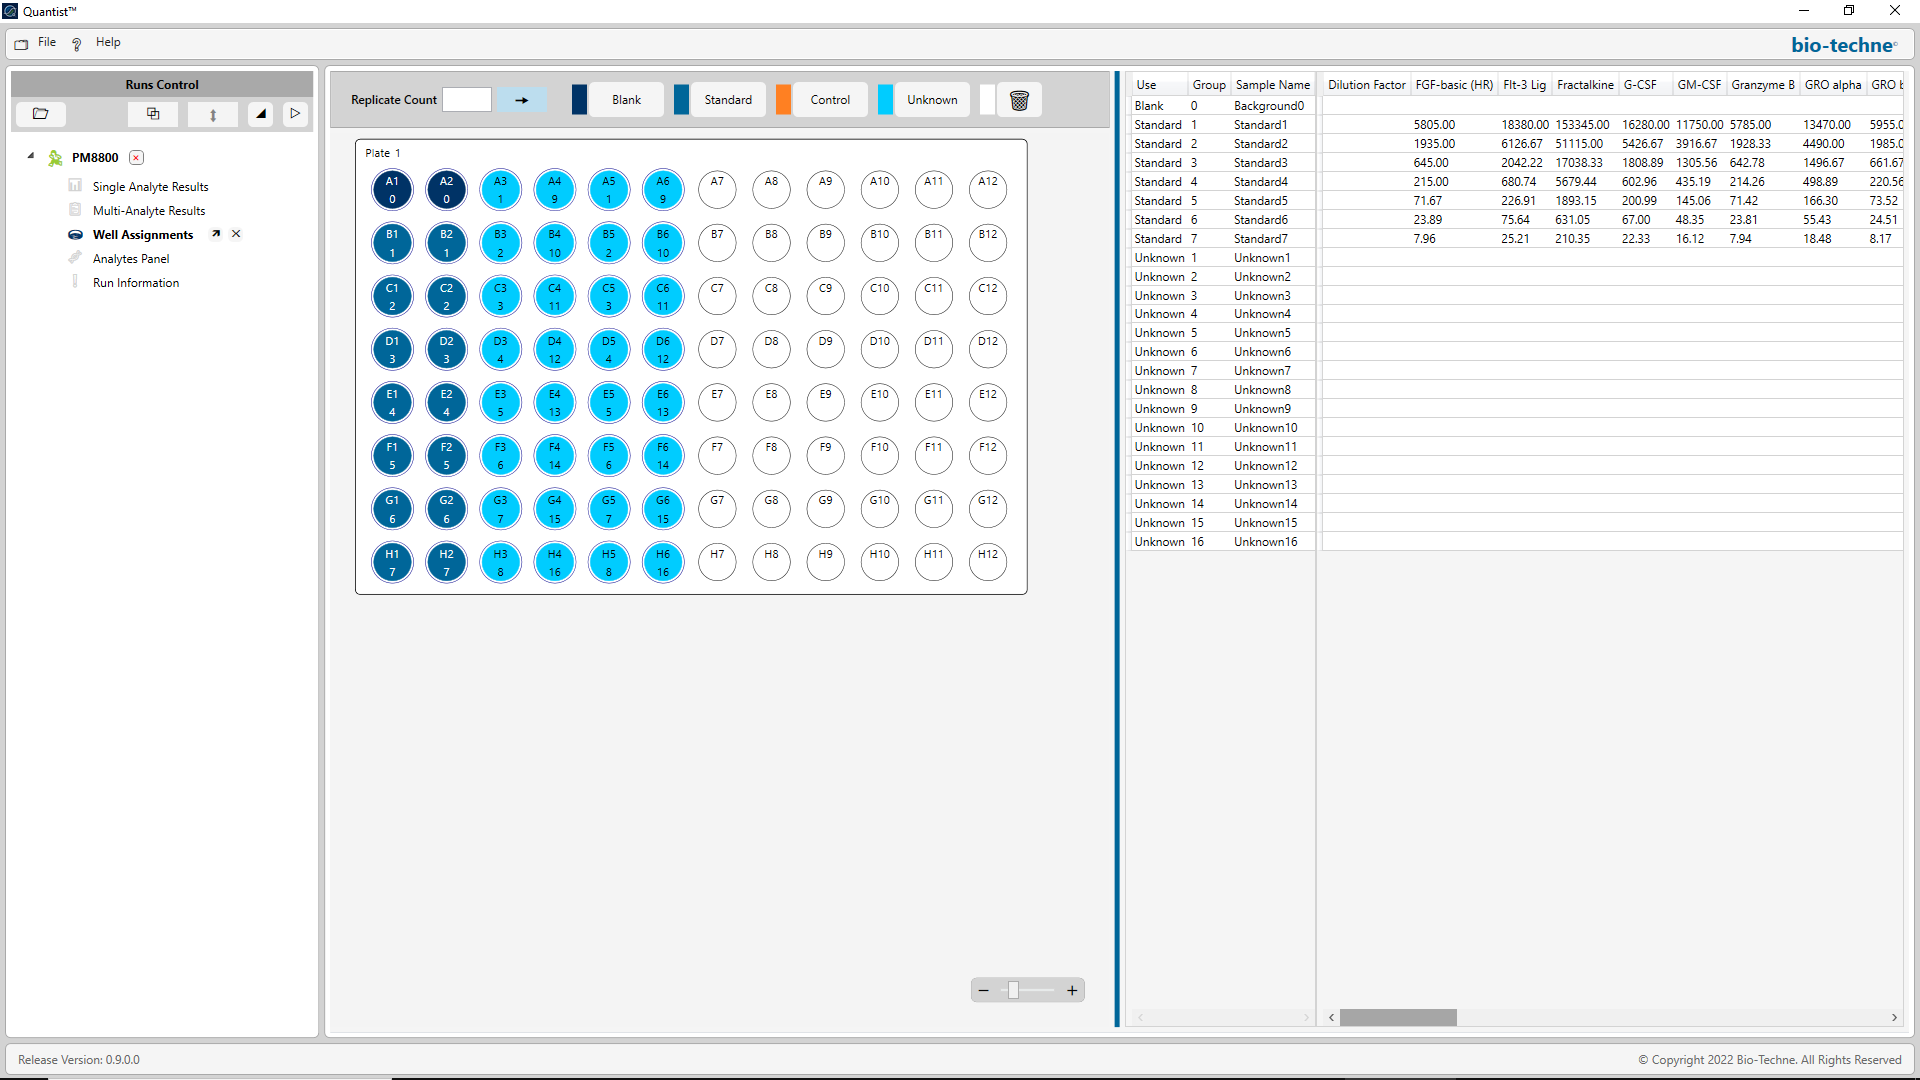 Quantist™
File Help
bio-techne®
Runs Control
PM8800
Single Analyte Results
Multi-Analyte Results
Well Assignments
Analytes Panel
Run Information
Replicate Count
Blank Standard Control Unknown
Plate 1
A1 A2 A3 A4 A5 A6 A7 A8 A9 A10 A11 A12
0 0 1 9 1 9
B1 B2 B3 B4 B5 B6 B7 B8 B9 B10 B11 B12
1 1 2 10 2 10
C1 C2 C3 C4 C5 C6 C7 C8 C9 C10 C11 C12
2 2 3 11 3 11
D1 D2 D3 D4 D5 D6 D7 D8 D9 D10 D11 D12
3 3 4 12 4 12
E1 E2 E3 E4 E5 E6 E7 E8 E9 E10 E11 E12
4 4 5 13 5 13
F1 F2 F3 F4 F5 F6 F7 F8 F9 F10 F11 F12
5 5 6 14 6 14
G1 G2 G3 G4 G5 G6 G7 G8 G9 G10 G11 G12
6 6 7 15 7 15
H1 H2 H3 H4 H5 H6 H7 H8 H9 H10 H11 H12
7 7 8 16 8 16
Use Group Sample Name Dilution Factor FGF-basic (HR) Flt-3 Lig Fractalkine G-CSF GM-CSF Granzyme B GRO alpha GRO b
Blank 0 Background0
Standard 1 Standard1 5805.00 18380.00 153345.00 16280.00 11750.00 5785.00 13470.00 5955.0
Standard 2 Standard2 1935.00 6126.67 51115.00 5426.67 3916.67 1928.33 4490.00 1985.0
Standard 3 Standard3 645.00 2042.22 17038.33 1808.89 1305.56 642.78 1496.67 661.67
Standard 4 Standard4 215.00 680.74 5679.44 602.96 435.19 214.26 498.89 220.56
Standard 5 Standard5 71.67 226.91 1893.15 200.99 145.06 71.42 166.30 73.52
Standard 6 Standard6 23.89 75.64 631.05 67.00 48.35 23.81 55.43 24.51
Standard 7 Standard7 7.96 25.21 210.35 22.33 16.12 7.94 18.48 8.17
Unknown 1 Unknown1
Unknown 2 Unknown2
Unknown 3 Unknown3
Unknown 4 Unknown4
Unknown 5 Unknown5
Unknown 6 Unknown6
Unknown 7 Unknown7
Unknown 8 Unknown8
Unknown 9 Unknown9
Unknown 10 Unknown10
Unknown 11 Unknown11
Unknown 12 Unknown12
Unknown 13 Unknown13
Unknown 14 Unknown14
Unknown 15 Unknown15
Unknown 16 Unknown16
Release Version: 0.9.0.0
© Copyright 2022 Bio-Techne. All Rights Reserved